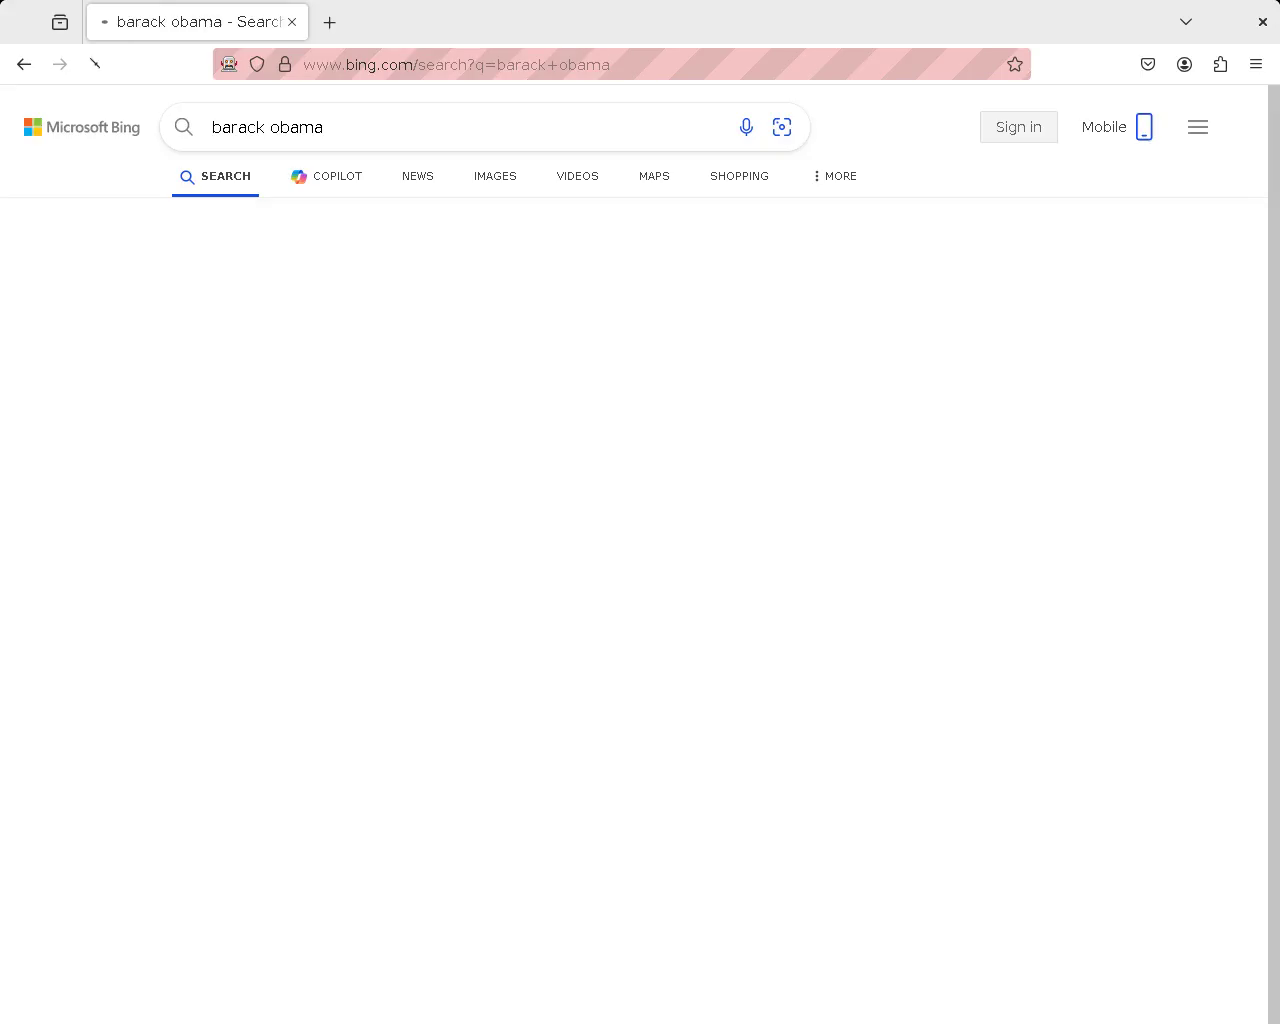 barack obama - Searc
www.bing.com/search?q=barack+obama
Microsoft Bing
barack obama
Sign in
Mobile
SEARCH
COPILOT
NEWS
IMAGES
VIDEOS
MAPS
SHOPPING
MORE